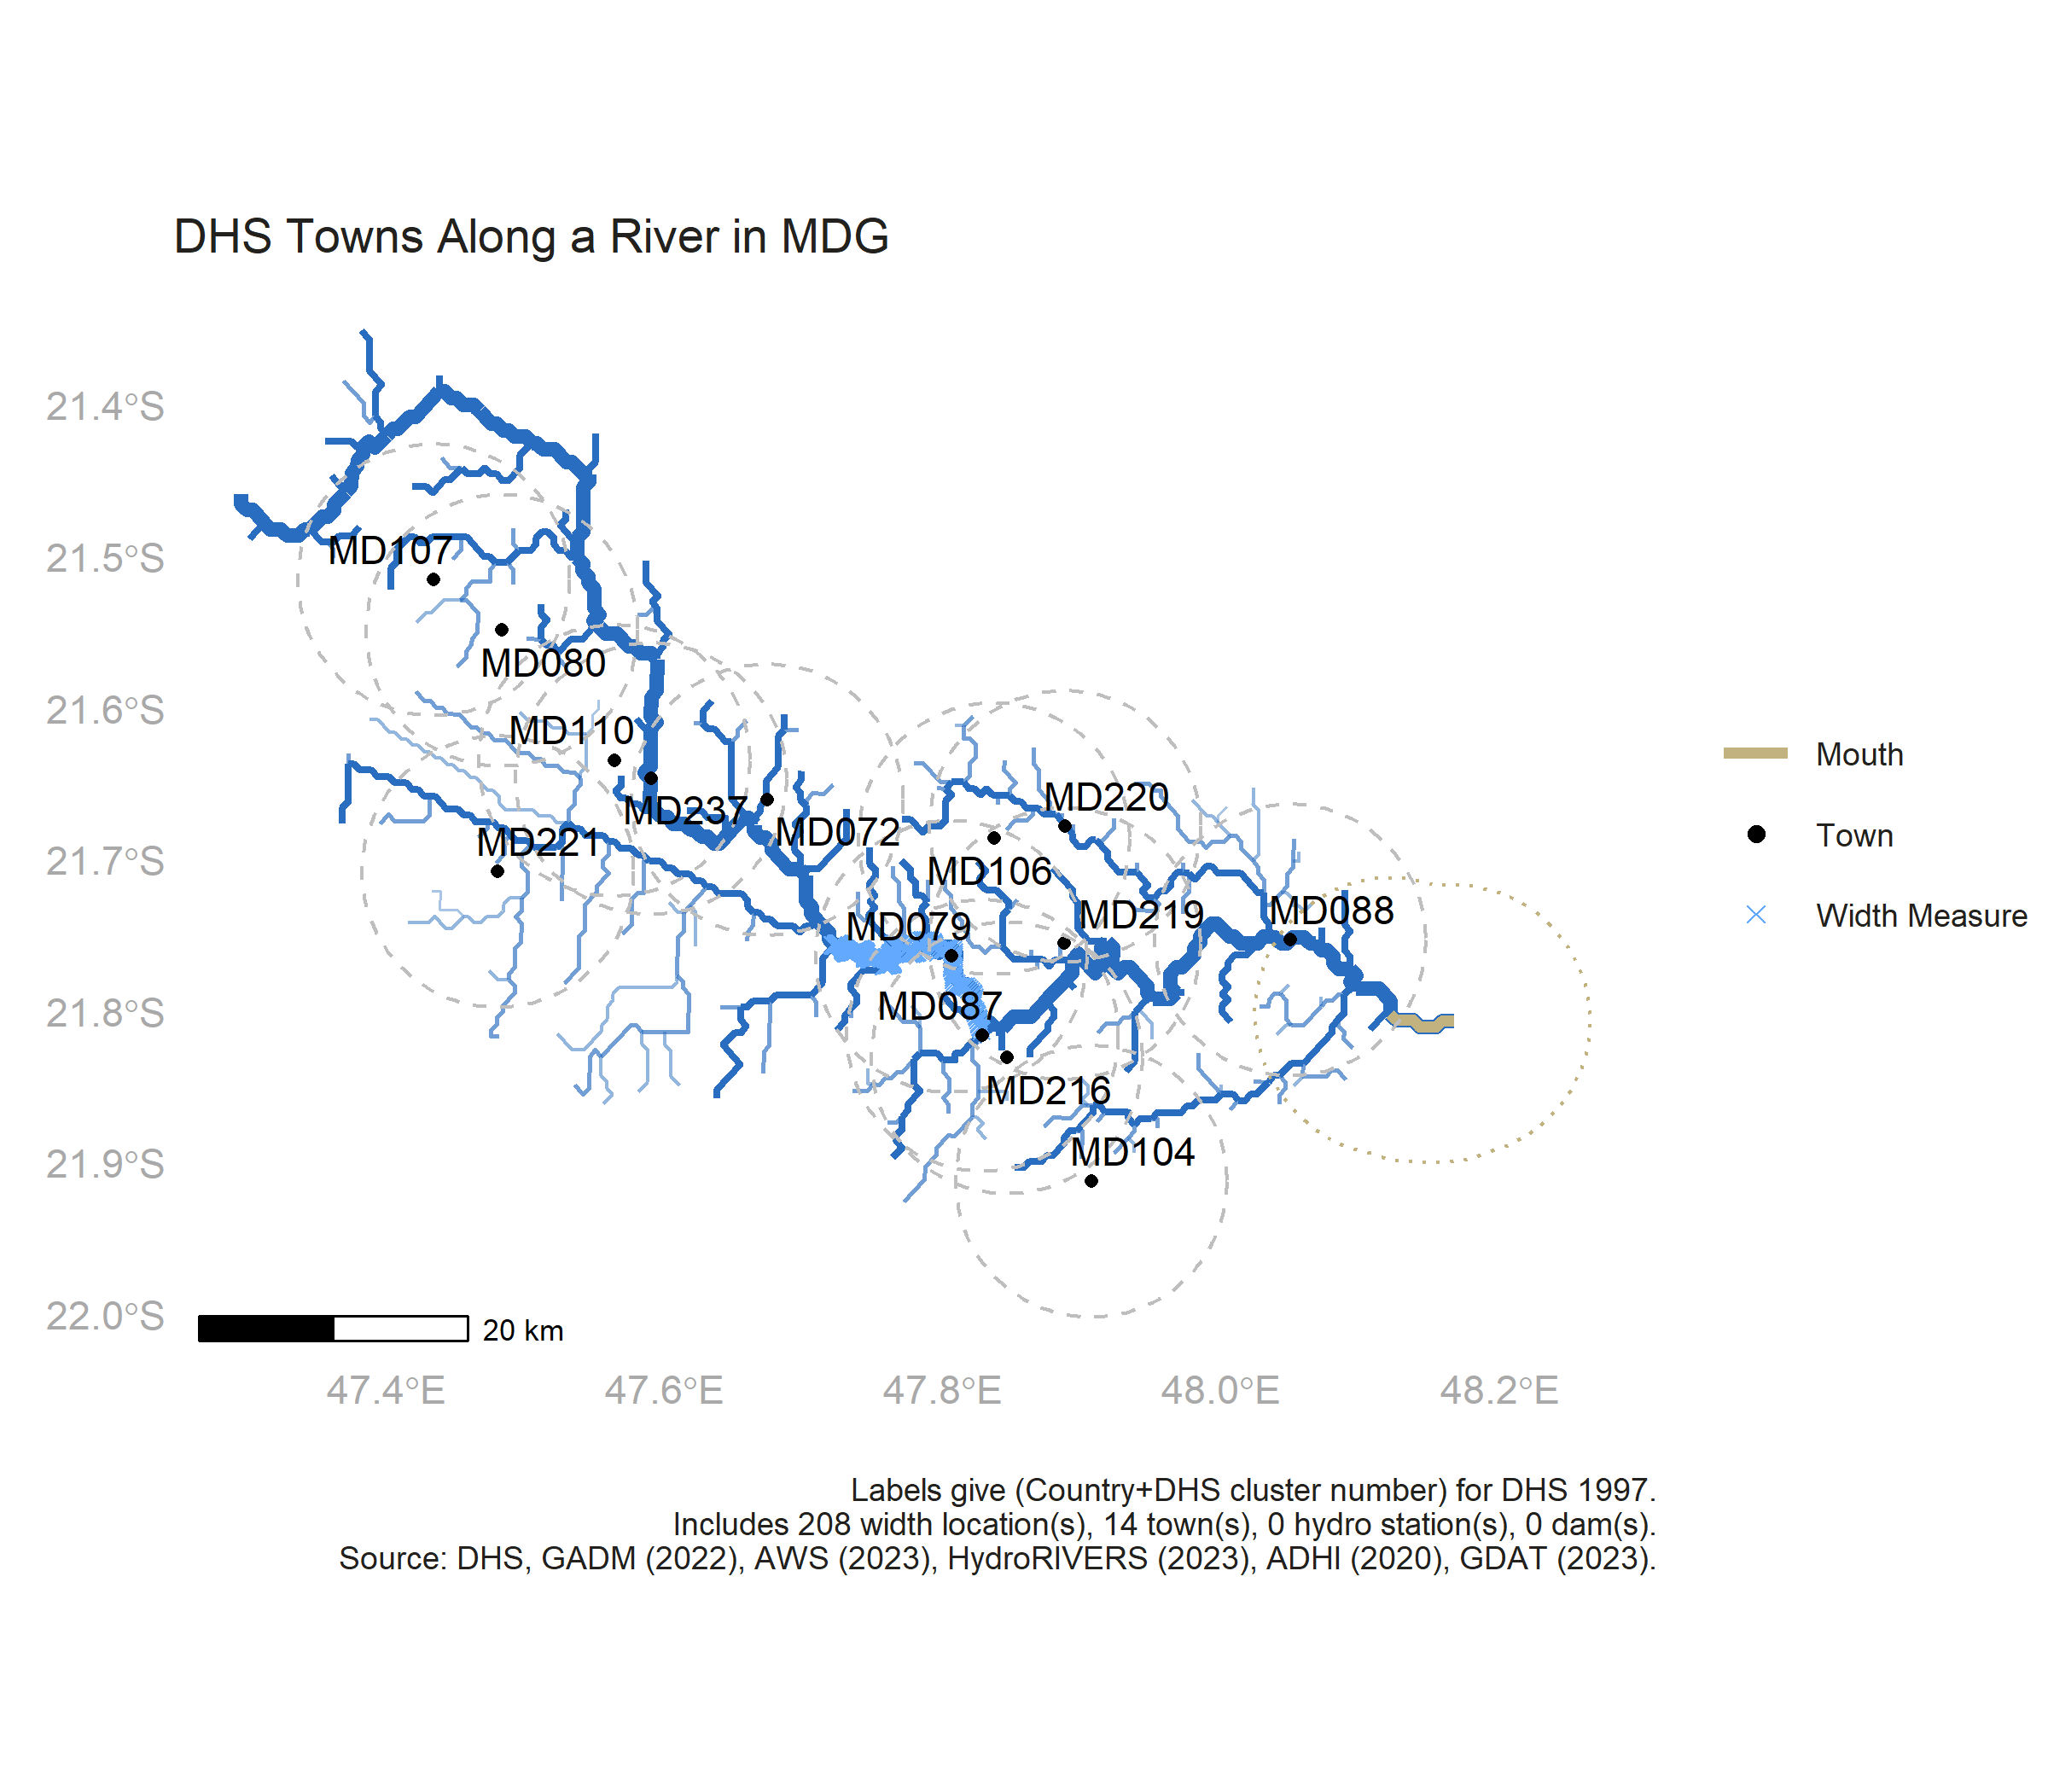 DHS Towns Along a River in MDG
21.4°S
21.5°S
21.6°S
21.7°S
21.8°S
21.9°S
22.0°S
MD107
MD080
MD110
MD237
MD221
MD072
MD220
MD106
MD079
MD219
MD088
MD087
MD216
MD104
Mouth
Town
Width Measure
20 km
47.4°E
47.6°E
47.8°E
48.0°E
48.2°E
Labels give (Country+DHS cluster number) for DHS 1997.
Includes 208 width location(s), 14 town(s), 0 hydro station(s), 0 dam(s).
Source: DHS, GADM (2022), AWS (2023), HydroRIVERS (2023), ADHI (2020), GDAT (2023).